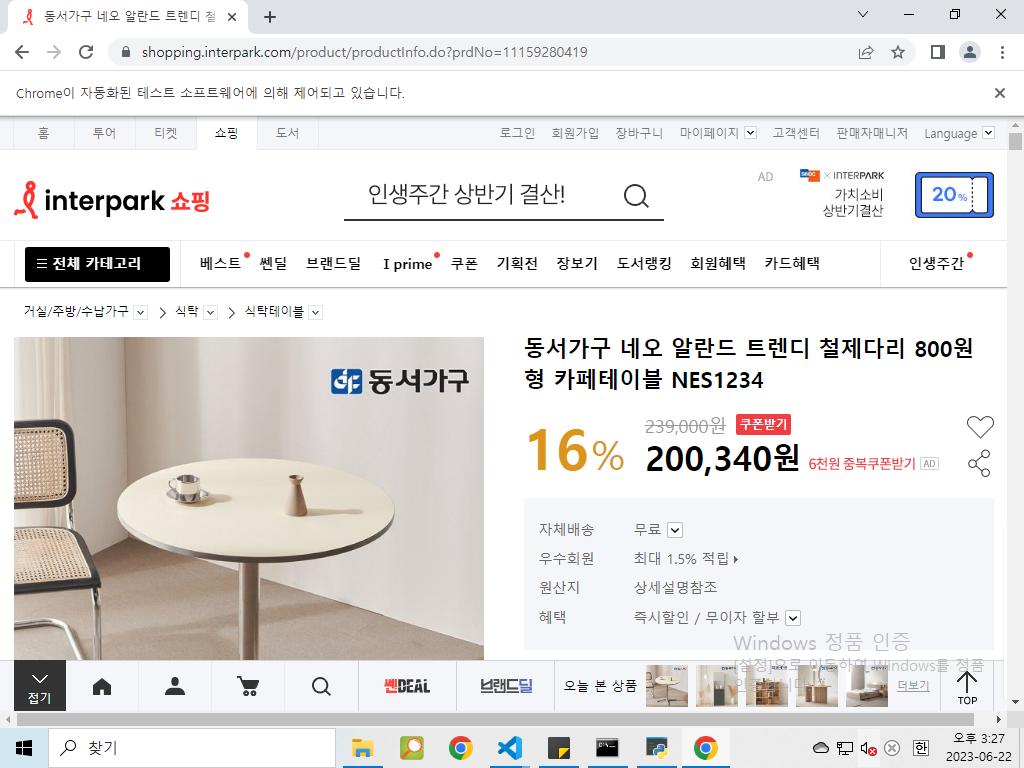 동서가구 네오 알란드 트렌디 철
shopping.interpark.com/product/productInfo.do?prdNo=11159280419
Chrome이 자동화된 테스트 소프트웨어에 의해 제어되고 있습니다.
홈 투어 티켓 쇼핑 도서 로그인 회원가입 장바구니 마이페이지 고객센터 판매자매니저 Language
interpark 쇼핑 인생주간 상반기 결산! AD × INTERPARK
가치소비
상반기결산
20%
전체 카테고리 베스트 쎈딜 브랜드딜 I prime 쿠폰 기획전 장보기 도서랭킹 회원혜택 카드혜택 인생주간
거실/주방/수납가구 > 식탁 > 식탁테이블
동서가구
동서가구 네오 알란드 트렌디 철제다리 800원
형 카페테이블 NES1234
16% 239,000원 쿠폰받기
200,340원 6천원 중복쿠폰받기 AD
자체배송 무료
우수회원 최대 1.5% 적립
원산지 상세설명참조
혜택 즉시할인 / 무이자 할부
Windows 정품 인증
[설정]으로 이동하여 Windows를 정품
접기 쎈DEAL 브랜드딜 오늘 본 상품 더보기 TOP
찾기
한
오후 3:27
2023-06-22